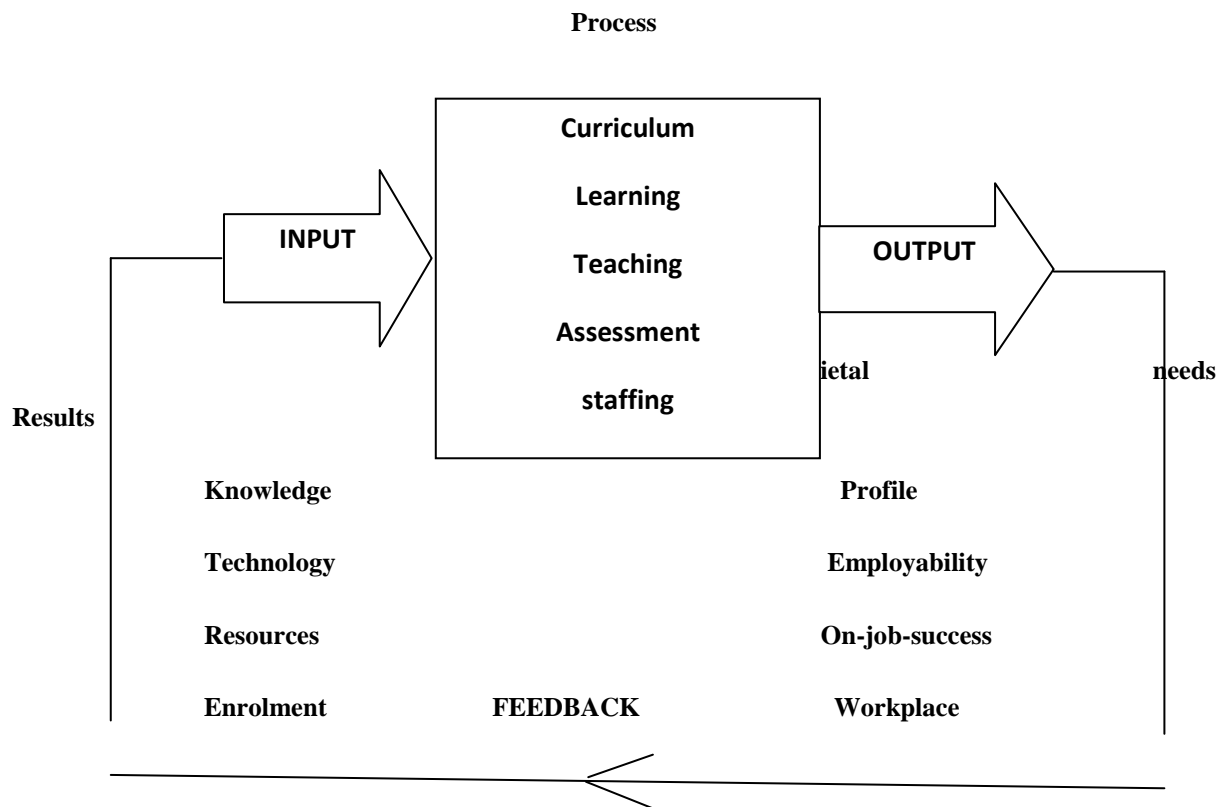 Process
Curriculum
Learning
INPUT
Teaching
OUTPUT
Assessment
ietal needs
staffing
Results
Knowledge Profile
Technology Employability
Resources On-job-success
Enrolment FEEDBACK Workplace